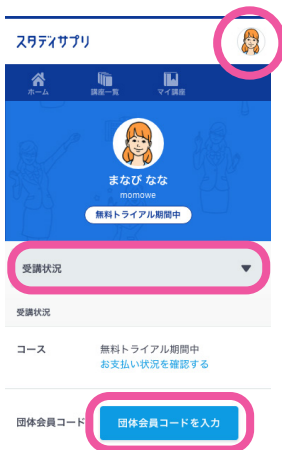 スタディサプリ
ホーム 講座一覧 マイ講座
まなび なな
momowe
無料トライアル期間中
受講状況 ▼
受講状況
コース 無料トライアル期間中
お支払い状況を確認する
団体会員コード 団体会員コードを入力